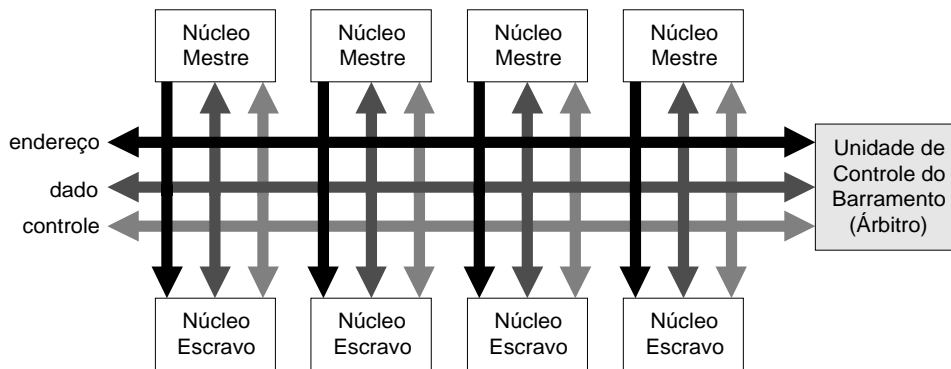 Núcleo
Mestre
Núcleo
Mestre
Núcleo
Mestre
Núcleo
Mestre
endereço
dado
controle
Unidade de
Controle do
Barramento
(Árbitro)
Núcleo
Escravo
Núcleo
Escravo
Núcleo
Escravo
Núcleo
Escravo